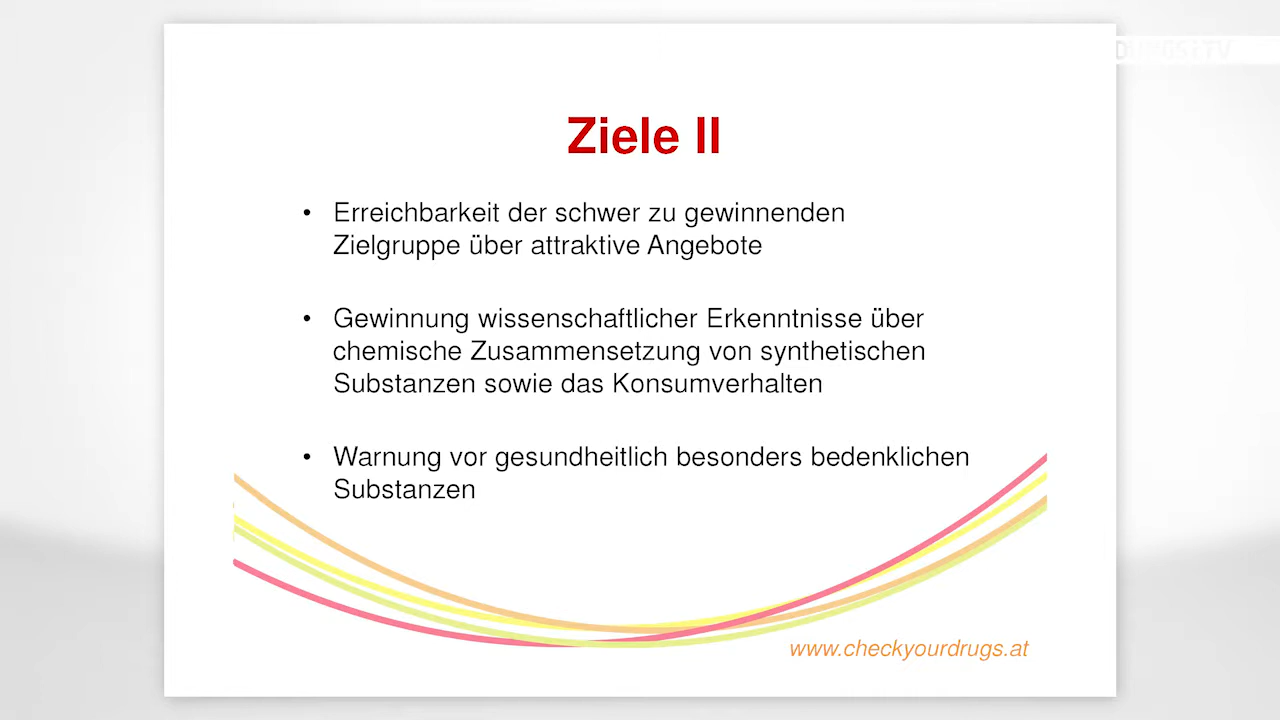 Ziele II
• Erreichbarkeit der schwer zu gewinnenden
Zielgruppe über attraktive Angebote
• Gewinnung wissenschaftlicher Erkenntnisse über
chemische Zusammensetzung von synthetischen
Substanzen sowie das Konsumverhalten
• Warnung vor gesundheitlich besonders bedenklichen
Substanzen
www.checkyourdrugs.at